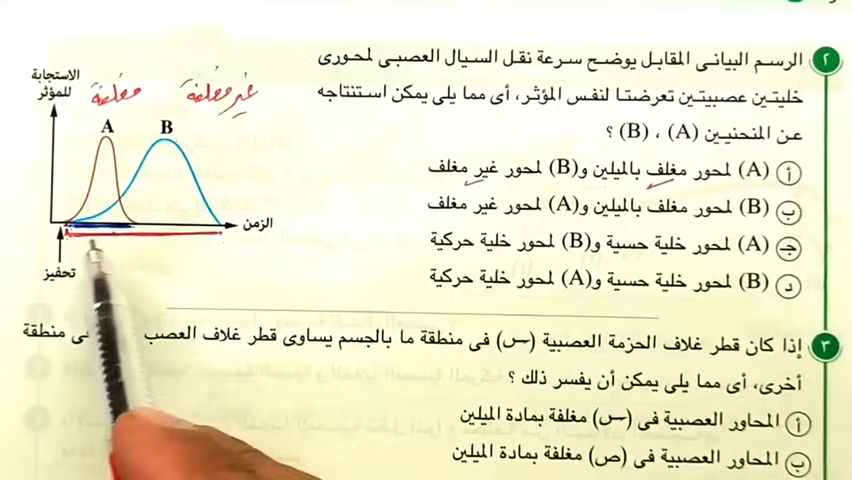 ٢ الرسم البيانى المقابل يوضح سرعة نقل السيال العصبى لمحورى
خليتين عصبيتين تعرضتا لنفس المؤثر، أى مما يلى يمكن استنتاجه
عن المنحنيين (A) ، (B) ؟
أ (A) لمحور مغلف بالميلين و(B) لمحور غير مغلف
ب (B) لمحور مغلف بالميلين و(A) لمحور غير مغلف
ج (A) لمحور خلية حسية و(B) لمحور خلية حركية
د (B) لمحور خلية حسية و(A) لمحور خلية حركية
الاستجابة
للمؤثر
مغلفة
غير مغلفة
A
B
الزمن
تحفيز
٣ إذا كان قطر غلاف الحزمة العصبية (س) فى منطقة ما بالجسم يساوى قطر غلاف العصب فى منطقة
أخرى، أى مما يلى يمكن أن يفسر ذلك ؟
أ المحاور العصبية فى (س) مغلفة بمادة الميلين
ب المحاور العصبية فى (ص) مغلفة بمادة الميلين